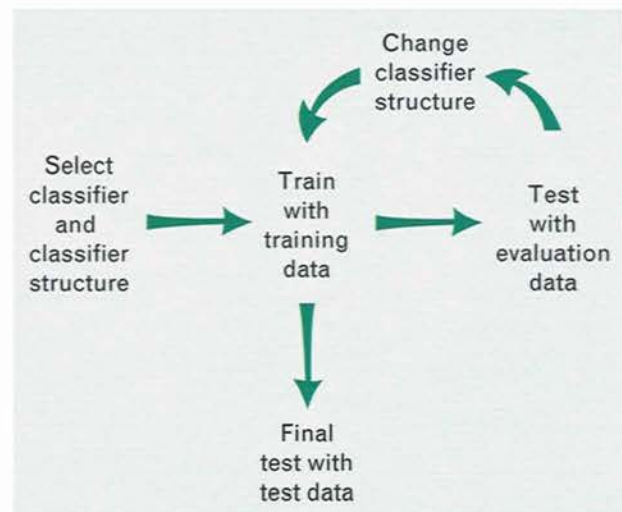 Change
classifier
structure
Select
classifier
and
classifier
structure
Train
with
training
data
Test
with
evaluation
data
Final
test with
test data